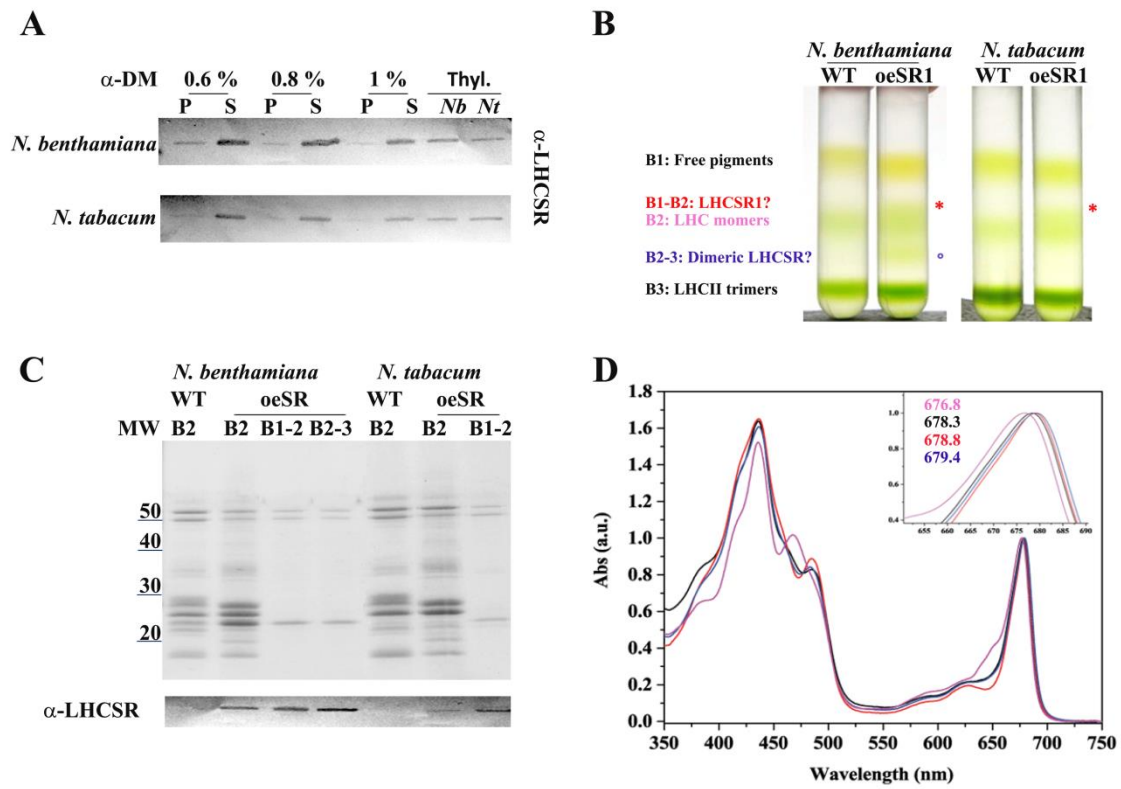 A
α-DM 0.6 % 0.8 % 1 % Thyl.
P S P S P S Nb Nt
N. benthamiana
N. tabacum
α-LHCSR
B
N. benthamiana N. tabacum
WT oeSR1 WT oeSR1
B1: Free pigments
B1-B2: LHCSR1? *
B2: LHC momers
*
B2-3: Dimeric LHCSR? °
B3: LHCII trimers
C
N. benthamiana N. tabacum
WT oeSR WT oeSR
MW B2 B2 B1-2 B2-3 B2 B2 B1-2
50
40
30
20
α-LHCSR
D
1.8
1.6
1.4
1.2
1.0
0.8
0.6
0.4
0.2
0.0
Abs (a.u.)
350 400 450 500 550 600 650 700 750
Wavelength (nm)
676.8
678.3
678.8
679.4
1.0
0.8
0.6
0.4
655 660 665 670 675 680 685 690